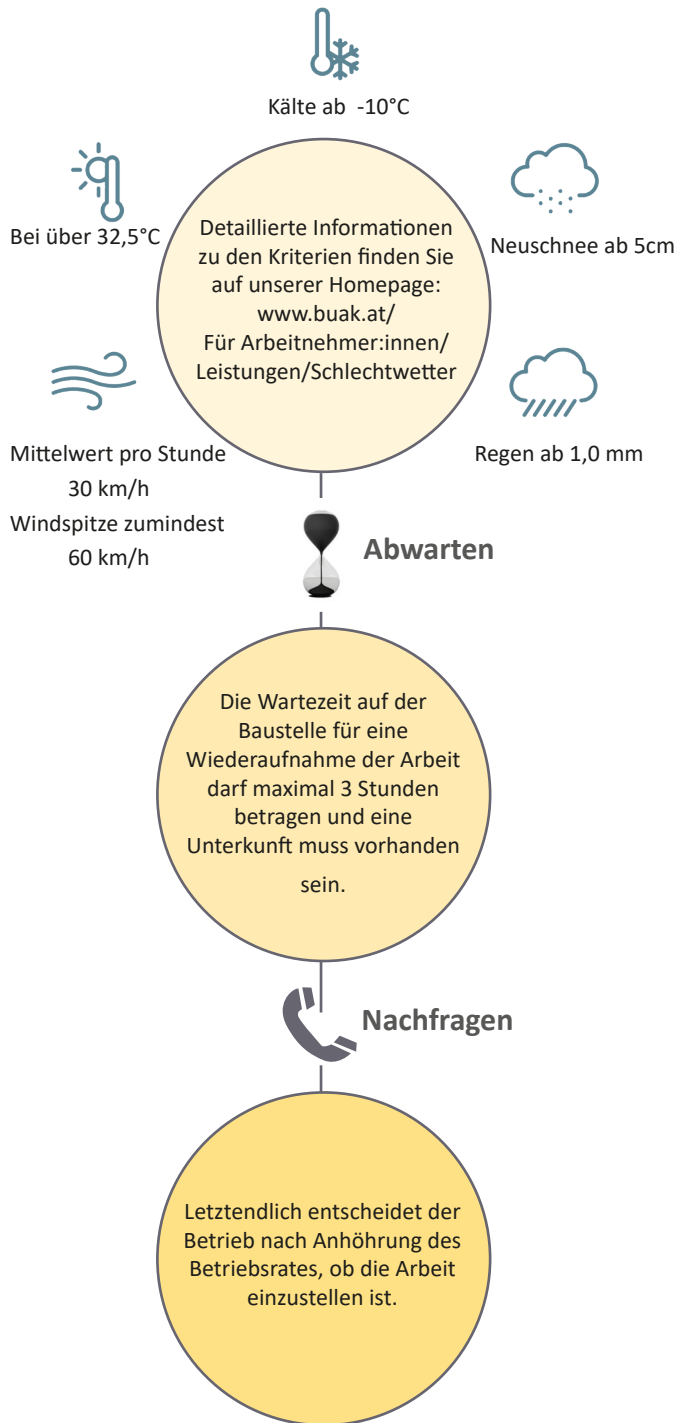 Kälte ab -10°C
Bei über 32,5°C
Neuschnee ab 5cm
Detaillierte Informationen
zu den Kriterien finden Sie
auf unserer Homepage:
www.buak.at/
Für Arbeitnehmer:innen/
Leistungen/Schlechtwetter
Mittelwert pro Stunde
30 km/h
Windspitze zumindest
60 km/h
Regen ab 1,0 mm
Abwarten
Die Wartezeit auf der
Baustelle für eine
Wiederaufnahme der Arbeit
darf maximal 3 Stunden
betragen und eine
Unterkunft muss vorhanden
sein.
Nachfragen
Letztendlich entscheidet der
Betrieb nach Anhöhrung des
Betriebsrates, ob die Arbeit
einzustellen ist.